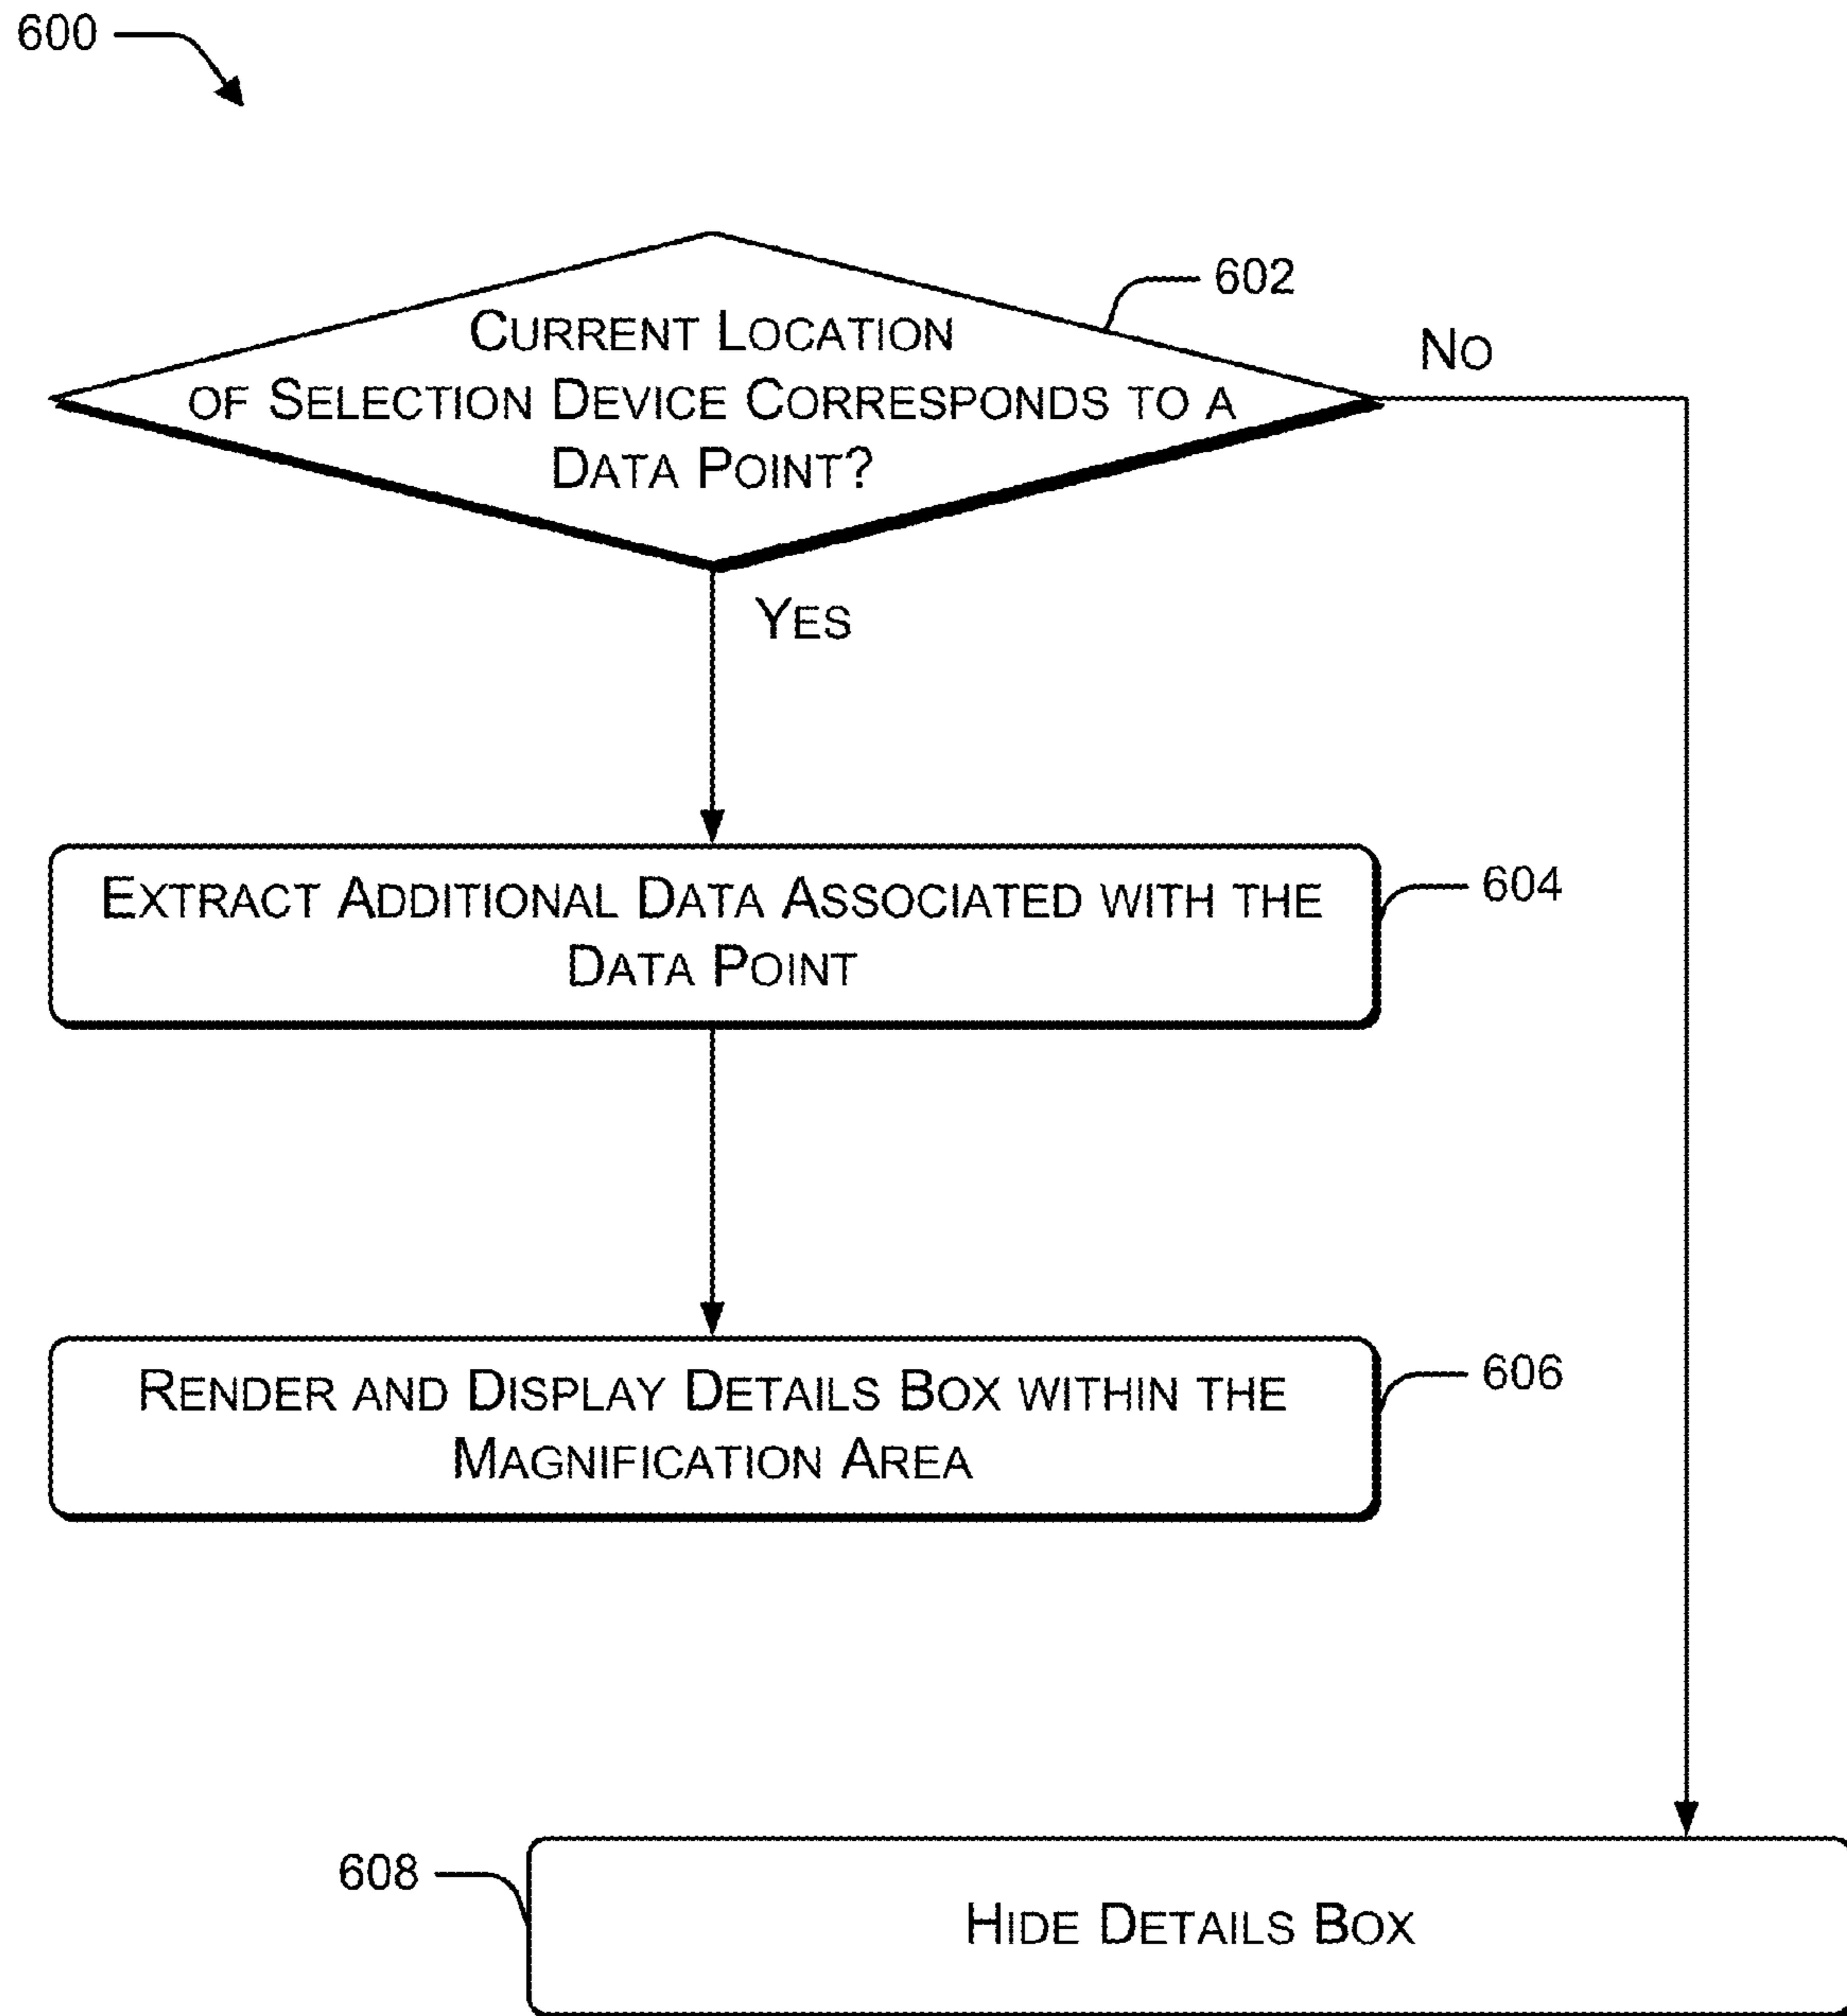 600
602
CURRENT LOCATION
OF SELECTION DEVICE CORRESPONDS TO A
DATA POINT?
NO
YES
EXTRACT ADDITIONAL DATA ASSOCIATED WITH THE
DATA POINT
604
RENDER AND DISPLAY DETAILS BOX WITHIN THE
MAGNIFICATION AREA
606
608
HIDE DETAILS BOX